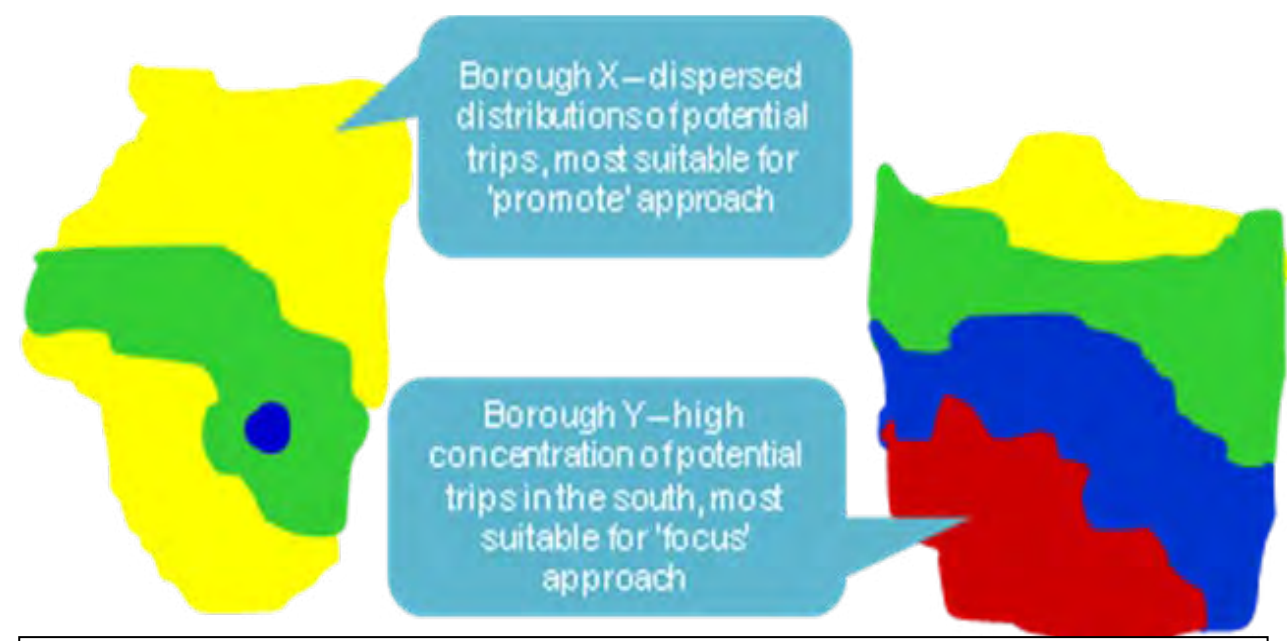 Borough X – dispersed
distributions of potential
trips, most suitable for
'promote' approach
Borough Y – high
concentration of potential
trips in the south, most
suitable for 'focus'
approach